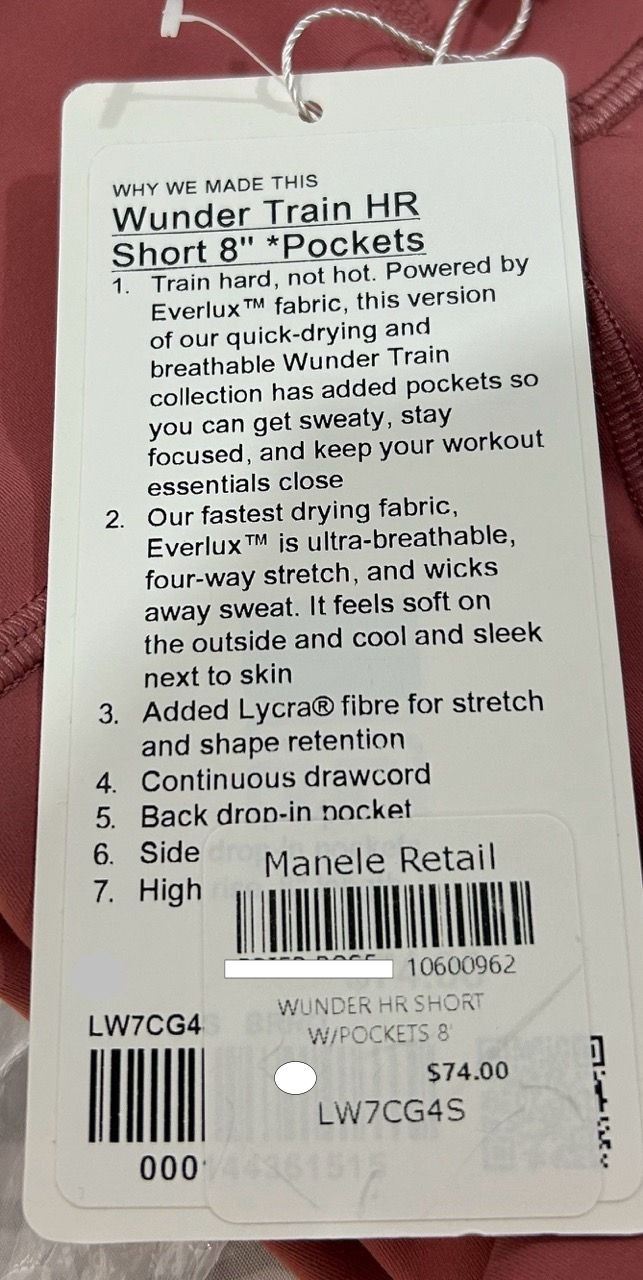 WHY WE MADE THIS
Wunder Train HR
Short 8" *Pockets
1. Train hard, not hot. Powered by
Everlux™ fabric, this version
of our quick-drying and
breathable Wunder Train
collection has added pockets so
you can get sweaty, stay
focused, and keep your workout
essentials close
2. Our fastest drying fabric,
Everlux™ is ultra-breathable,
four-way stretch, and wicks
away sweat. It feels soft on
the outside and cool and sleek
next to skin
3. Added Lycra® fibre for stretch
and shape retention
4. Continuous drawcord
5. Back drop-in pocket
6. Side
7. High
Manele Retail
10600962
WUNDER HR SHORT
W/POCKETS 8'
$74.00
LW7CG4S
LW7CG4
000